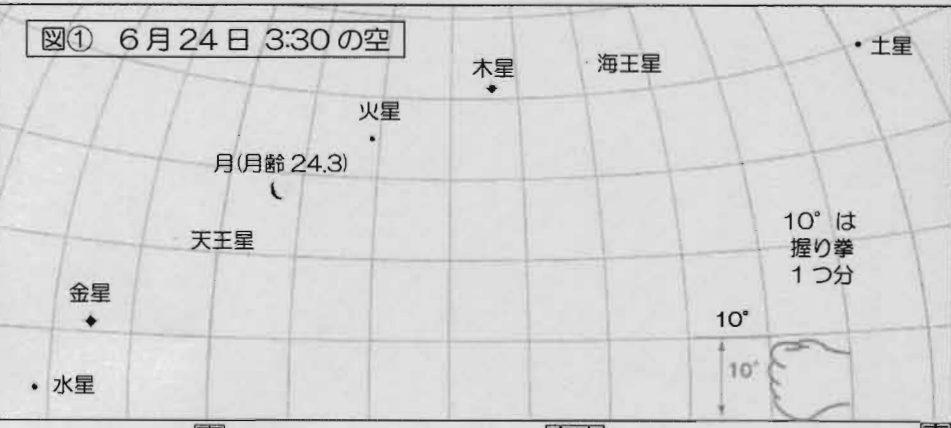 図① 6月24日 3:30の空
土星
海王星
木星
火星
月(月齢24.3)
天王星
10°は
握り拳
1つ分
金星
10°
10°
水星